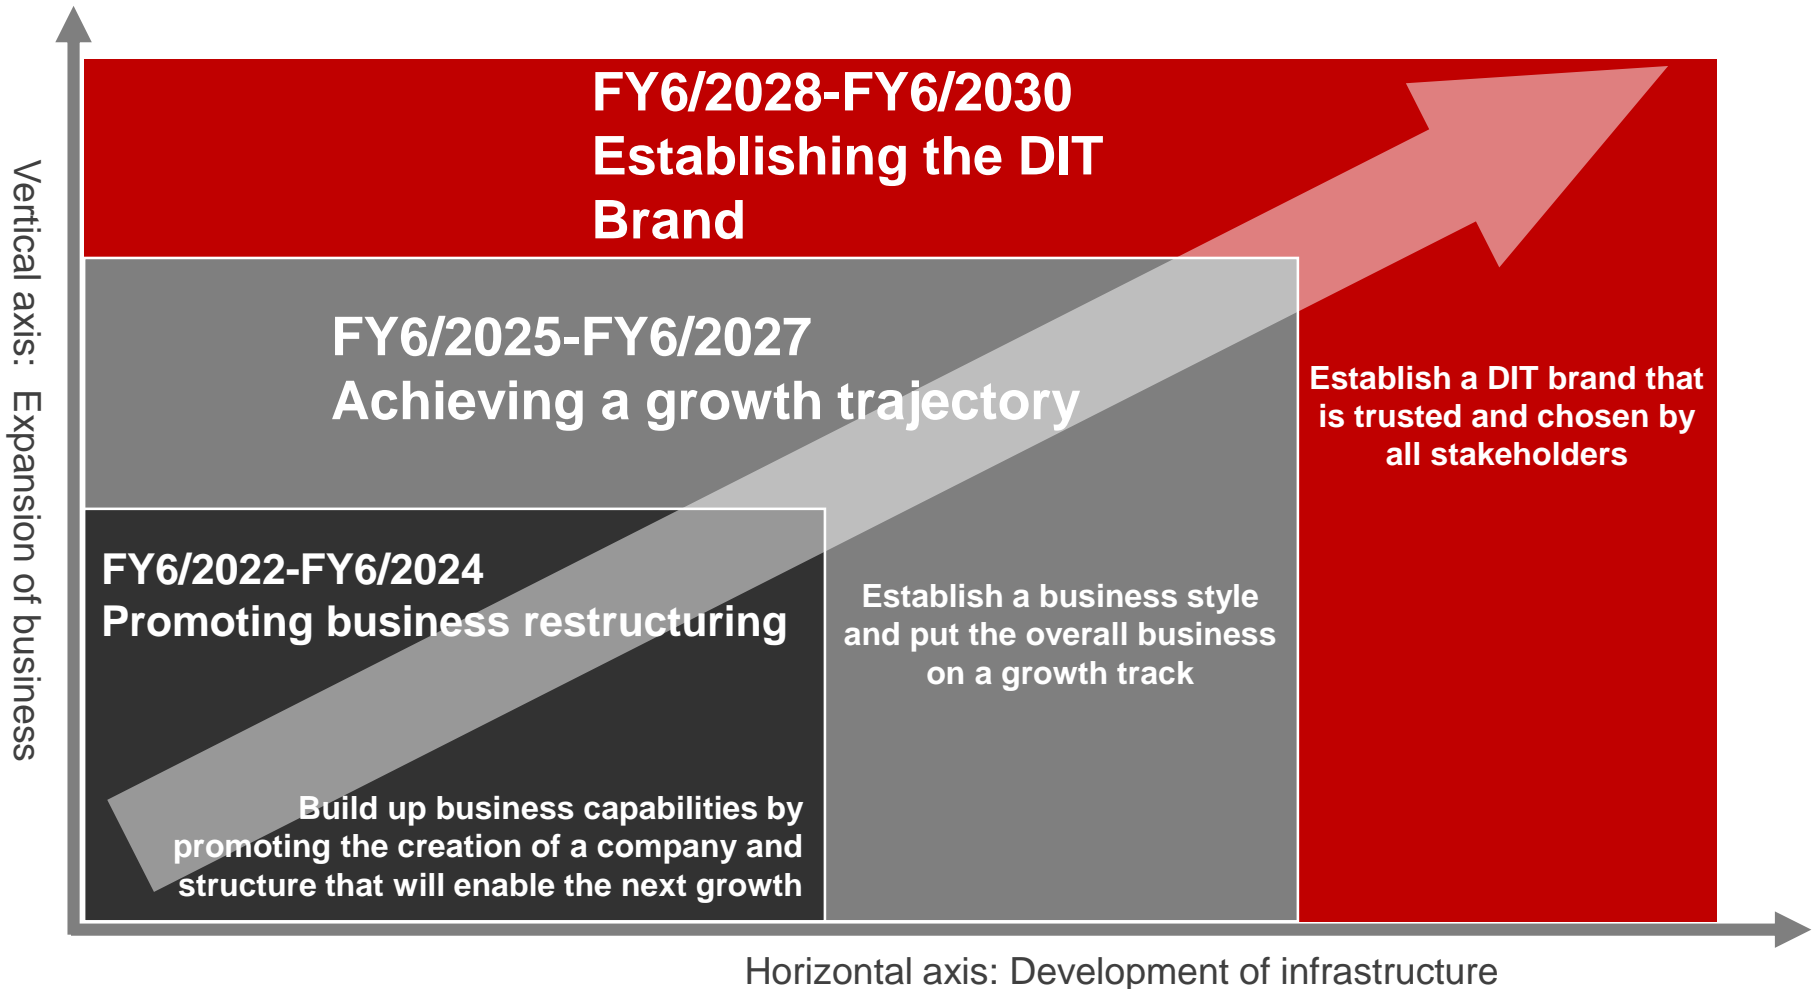 FY6/2028-FY6/2030
Establishing the DIT
Brand
FY6/2025-FY6/2027
Achieving a growth trajectory
Establish a DIT brand that
is trusted and chosen by
all stakeholders
FY6/2022-FY6/2024
Promoting business restructuring
Establish a business style
and put the overall business
on a growth track
Build up business capabilities by
promoting the creation of a company and
structure that will enable the next growth
Vertical axis: Expansion of business
Horizontal axis: Development of infrastructure